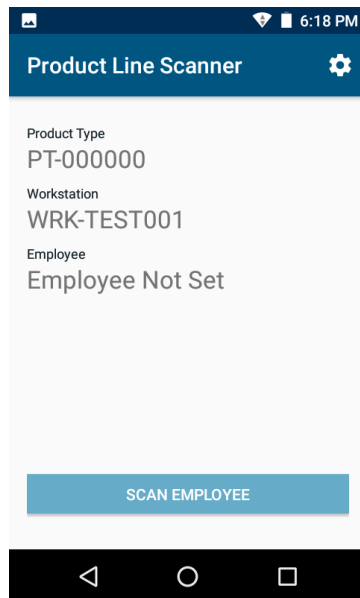 6:18 PM
Product Line Scanner
Product Type
PT-000000
Workstation
WRK-TEST001
Employee
Employee Not Set
SCAN EMPLOYEE